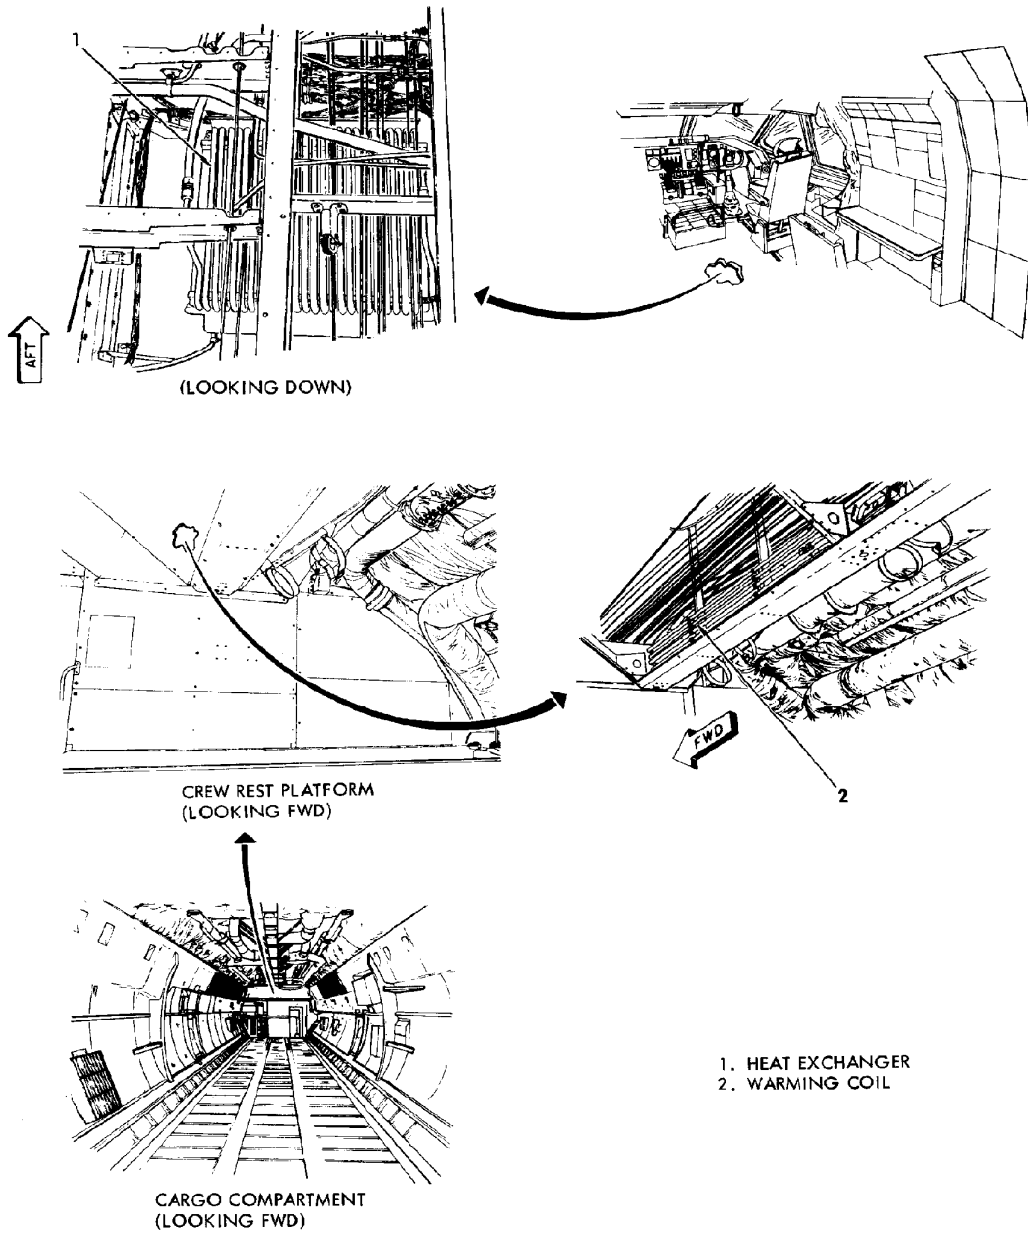 1
AFT
(LOOKING DOWN)
CREW REST PLATFORM
(LOOKING FWD)
FWD
2
CARGO COMPARTMENT
(LOOKING FWD)
1. HEAT EXCHANGER
2. WARMING COIL